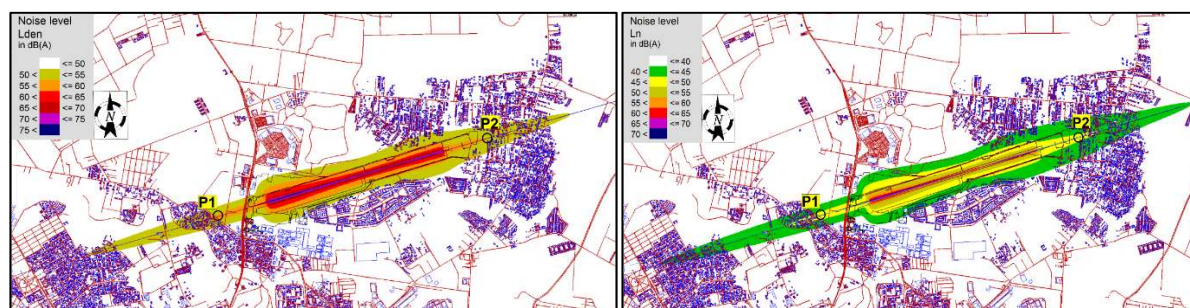 Noise level
Lden
in dB(A)
<= 50
50 < <= 55
55 < <= 60
60 < <= 65
65 < <= 70
70 < <= 75
75 <
N
P1
P2
Noise level
Ln
in dB(A)
<= 40
40 < <= 45
45 < <= 50
50 < <= 55
55 < <= 60
60 < <= 65
65 < <= 70
70 <
N
P1
P2